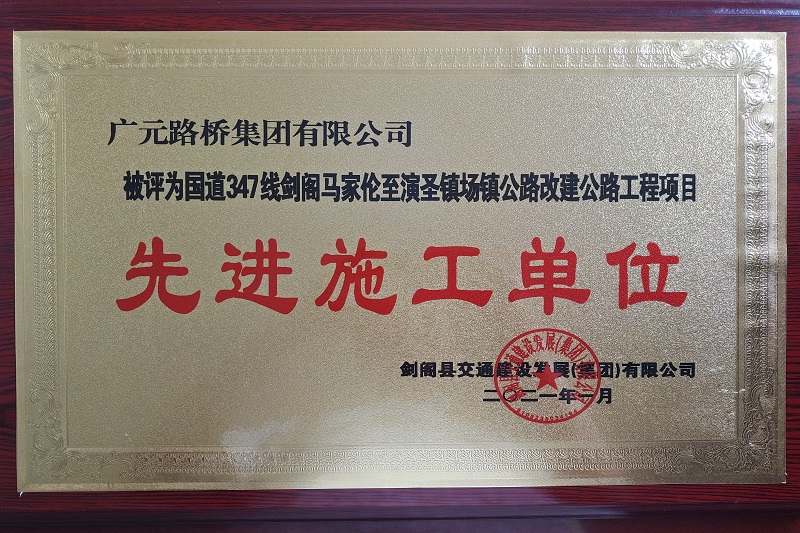 广元路桥集团有限公司
被评为国道347线剑阁马家伦至演圣镇场镇公路改建公路工程项目
先进施工单位
剑阁县交通建设发展(集团)有限公司
二〇二一年一月